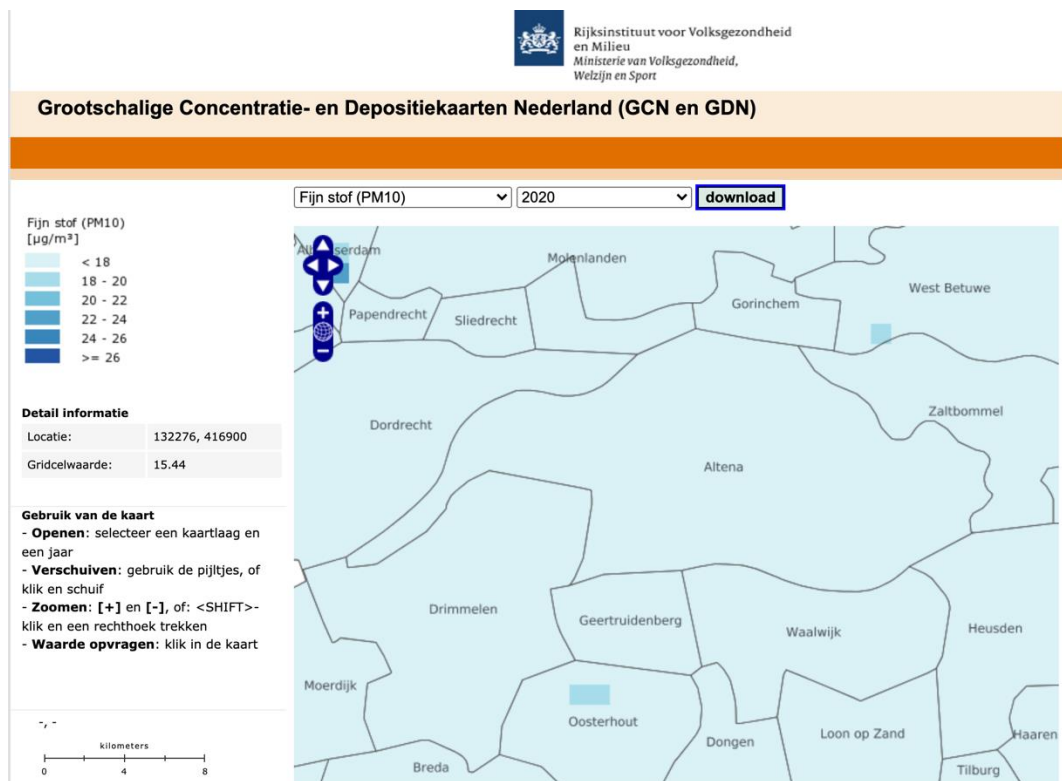 Rijksinstituut voor Volksgezondheid
en Milieu
Ministerie van Volksgezondheid,
Welzijn en Sport
Grootschalige Concentratie- en Depositiekaarten Nederland (GCN en GDN)
Fijn stof (PM10) 2020 download
Fijn stof (PM10)
[µg/m³]
< 18
18 - 20
20 - 22
22 - 24
24 - 26
>= 26
Detail informatie
Locatie: 132276, 416900
Gridcelwaarde: 15.44
Gebruik van de kaart
- Openen: selecteer een kaartlaag en
een jaar
- Verschuiven: gebruik de pijltjes, of
klik en schuif
- Zoomen: [+] en [-], of: <SHIFT>-
klik en een rechthoek trekken
- Waarde opvragen: klik in de kaart
-, -
kilometers
0 4 8
Molenlanden
West Betuwe
Gorinchem
Papendrecht
Sliedrecht
Dordrecht
Zaltbommel
Altena
Drimmelen
Geertruidenberg
Waalwijk
Heusden
Moerdijk
Oosterhout
Loon op Zand
Haaren
Dongen
Breda
Tilburg